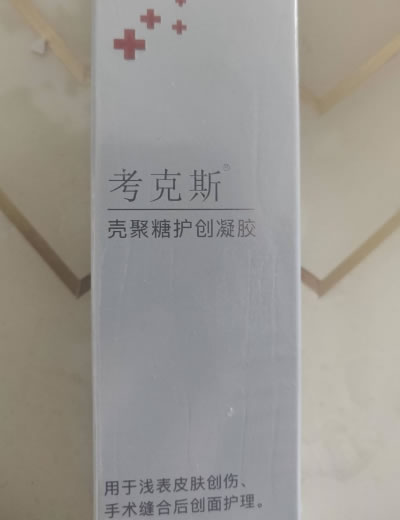 考克斯®
壳聚糖护创凝胶
用于浅表皮肤创伤、
手术缝合后创面护理。